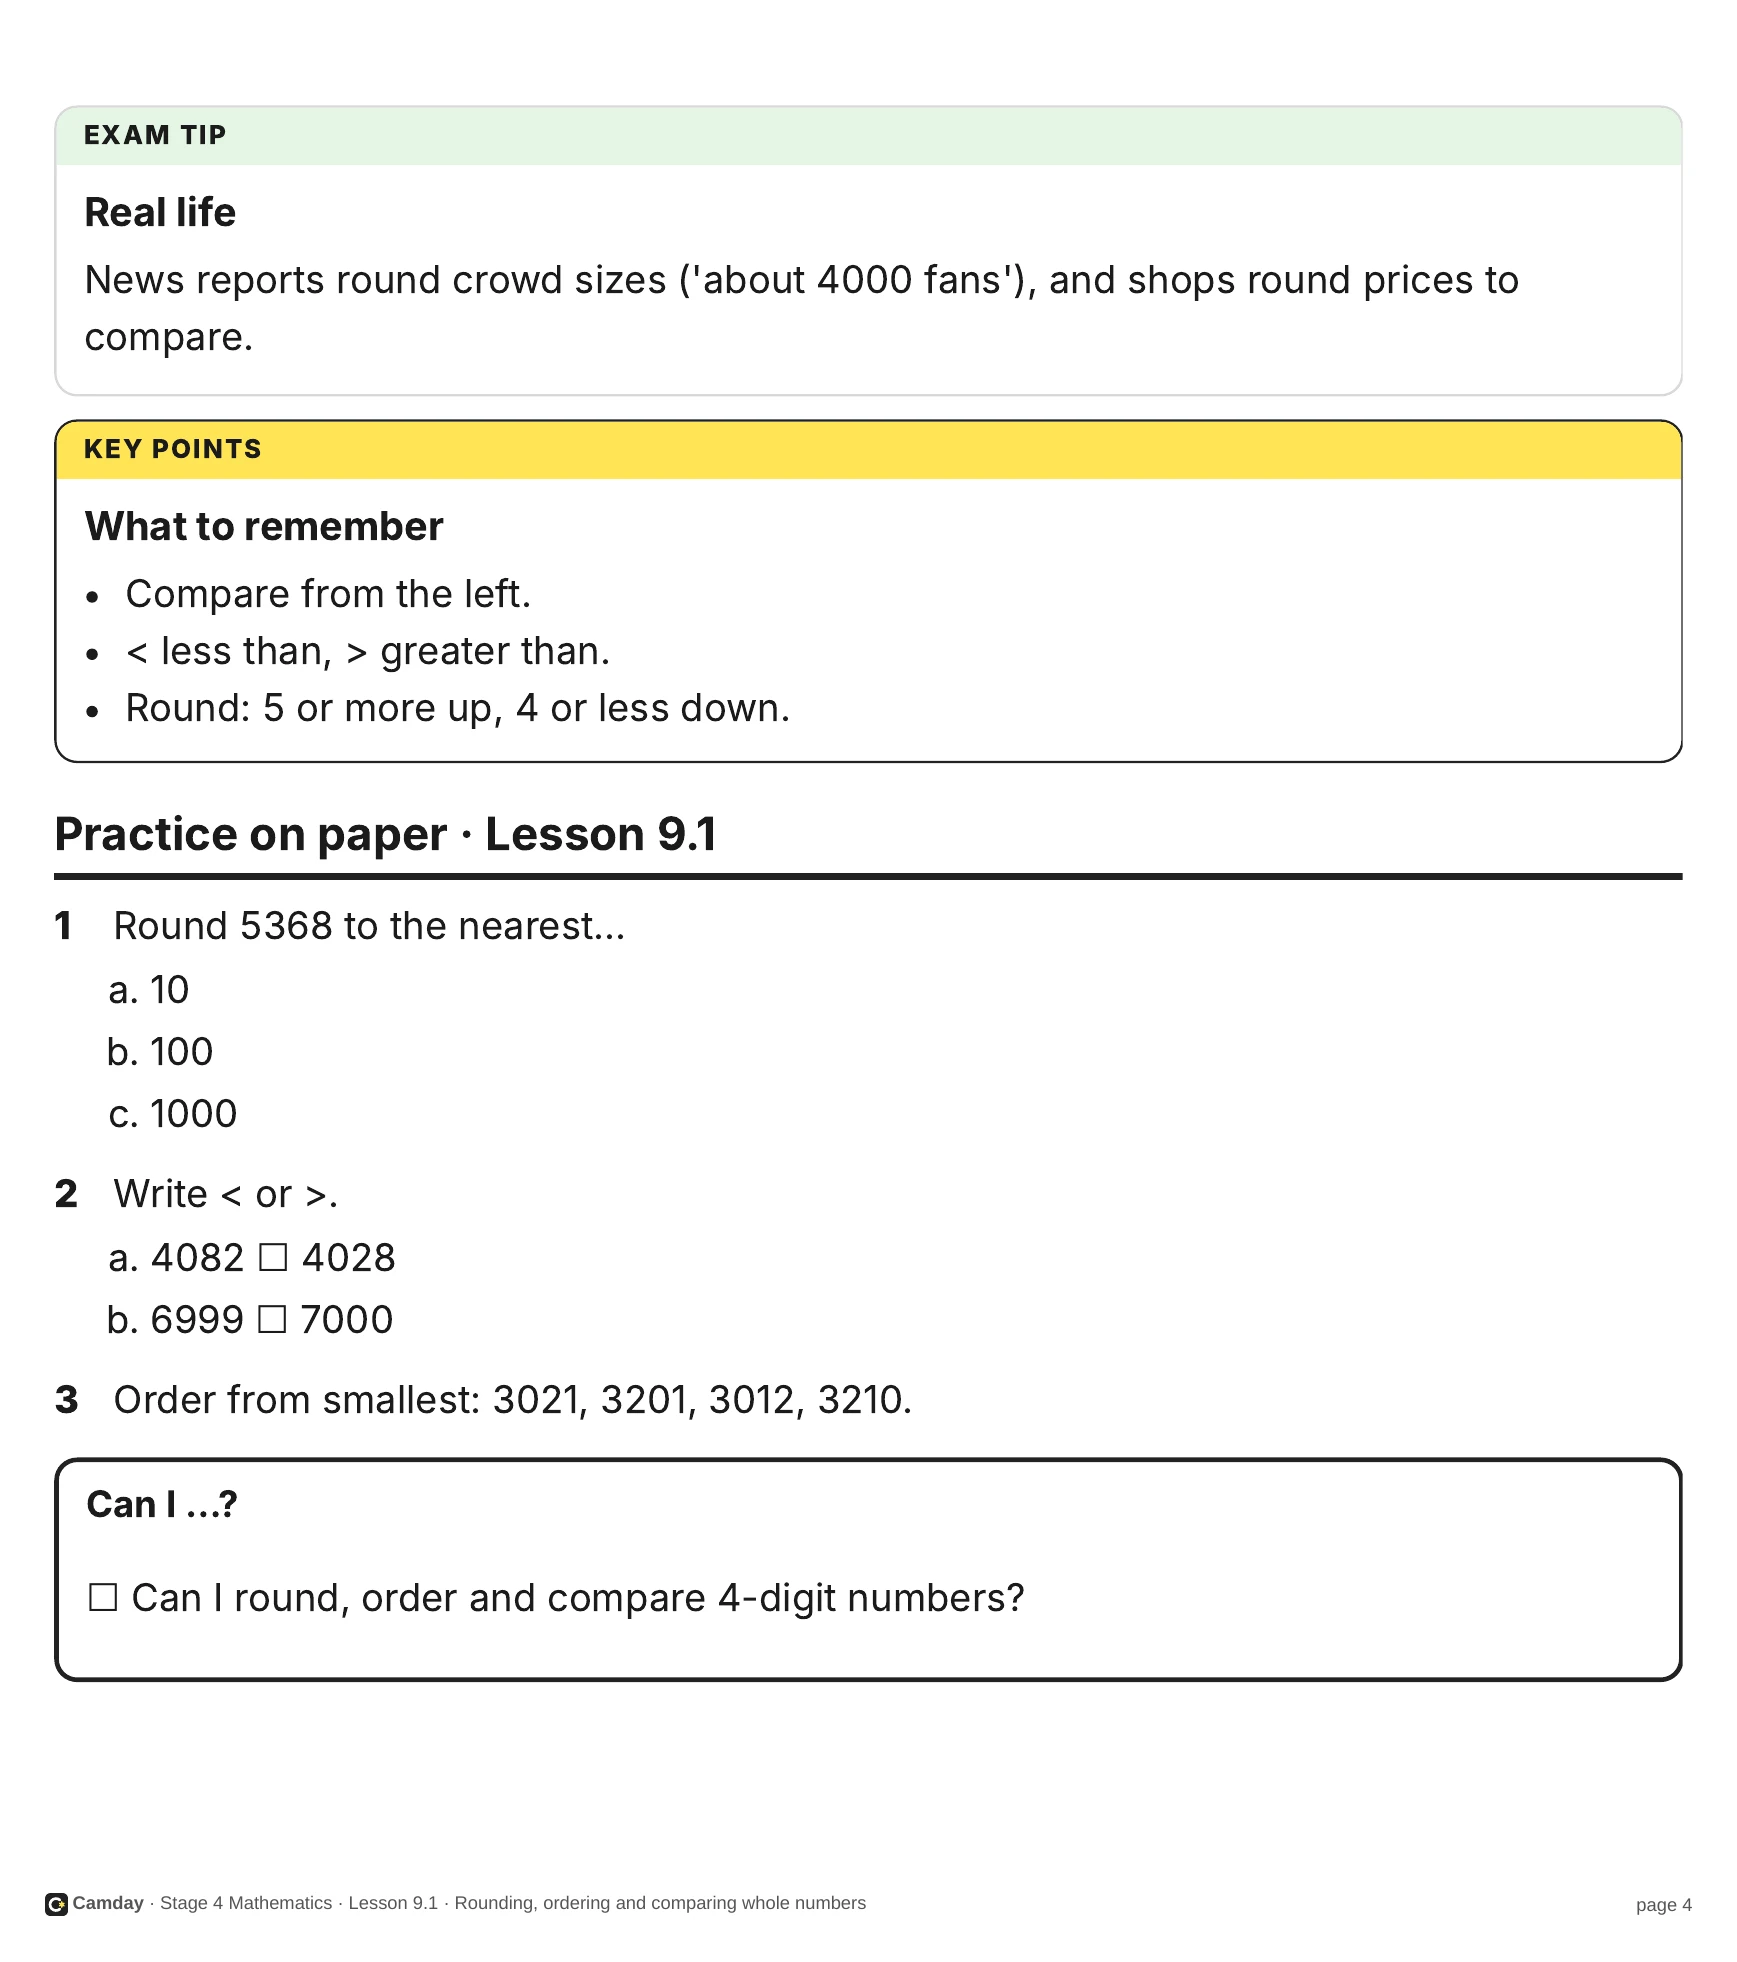 EXAM TIP
Real life
News reports round crowd sizes ('about 4000 fans'), and shops round prices to
compare.
KEY POINTS
What to remember
• Compare from the left.
• < less than, > greater than.
• Round: 5 or more up, 4 or less down.
Practice on paper · Lesson 9.1
1 Round 5368 to the nearest...
a. 10
b. 100
c. 1000
2 Write < or >.
a. 4082 ☐ 4028
b. 6999 ☐ 7000
3 Order from smallest: 3021, 3201, 3012, 3210.
Can I ...?
☐ Can I round, order and compare 4-digit numbers?
Camday · Stage 4 Mathematics · Lesson 9.1 · Rounding, ordering and comparing whole numbers
page 4